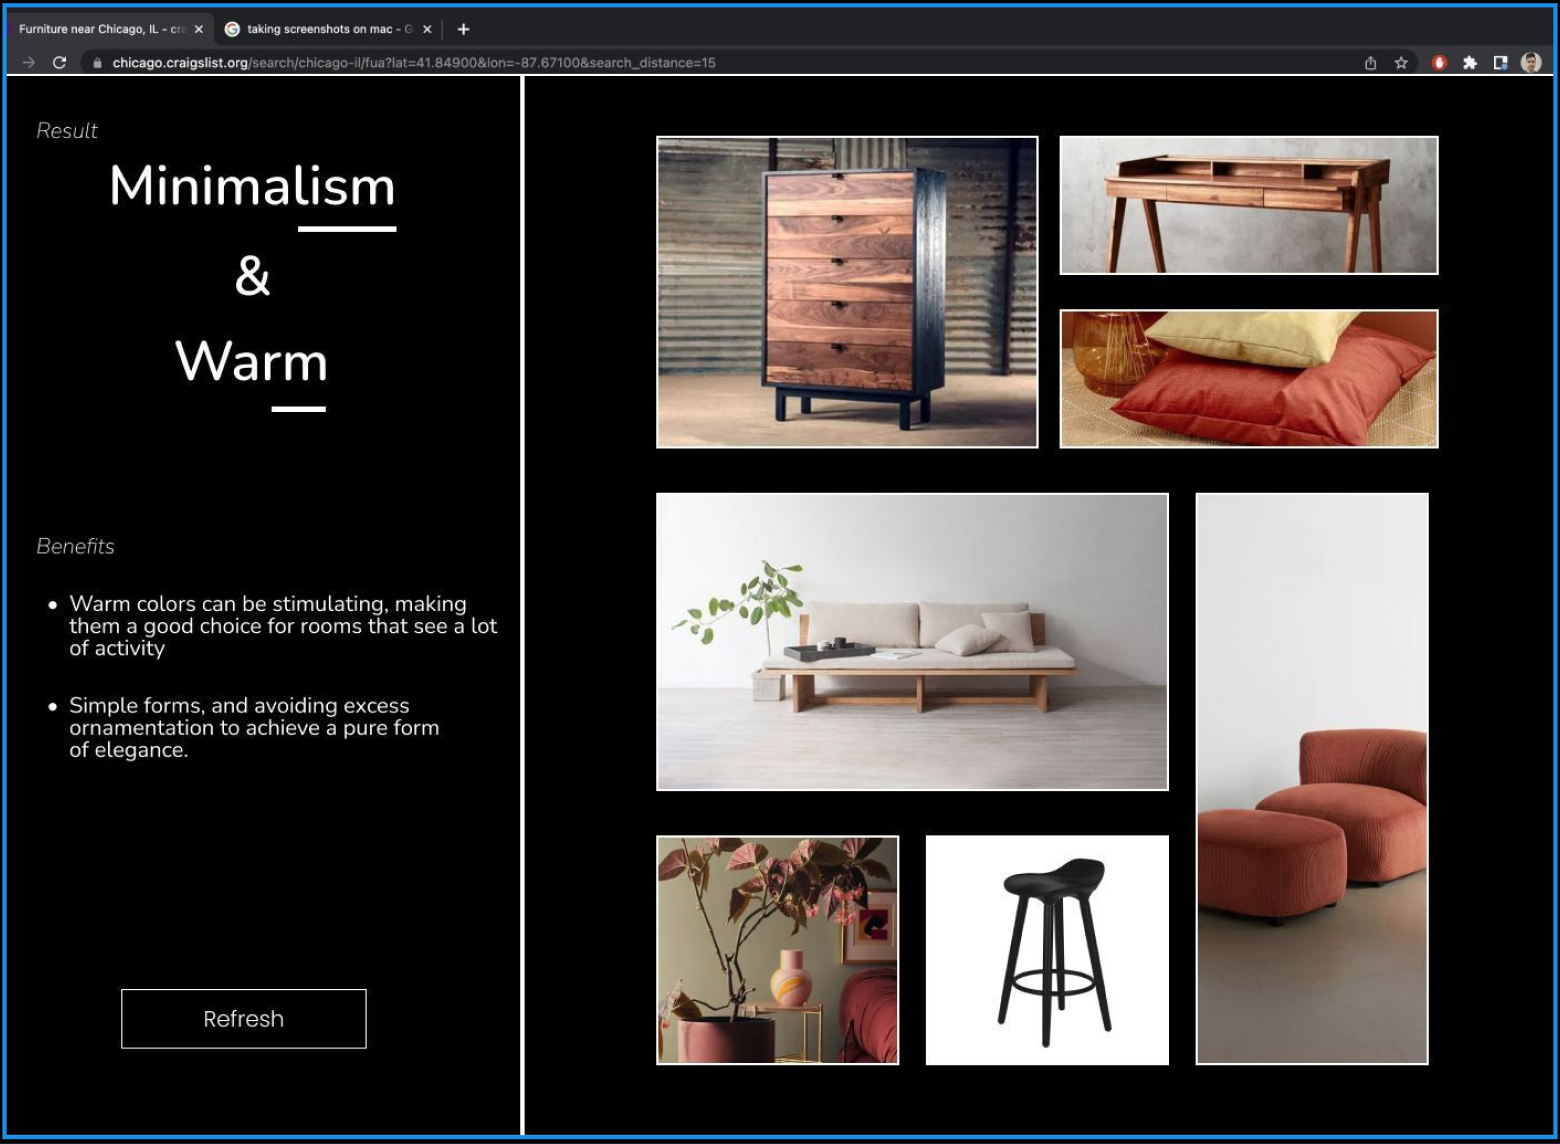 Furniture near Chicago, IL - cra
taking screenshots on mac - G
chicago.craigslist.org/search/chicago-il/fua?lat=41.84900&lon=-87.67100&search_distance=15
Result
Minimalism
&
Warm
Benefits
• Warm colors can be stimulating, making
them a good choice for rooms that see a lot
of activity
• Simple forms, and avoiding excess
ornamentation to achieve a pure form
of elegance.
Refresh